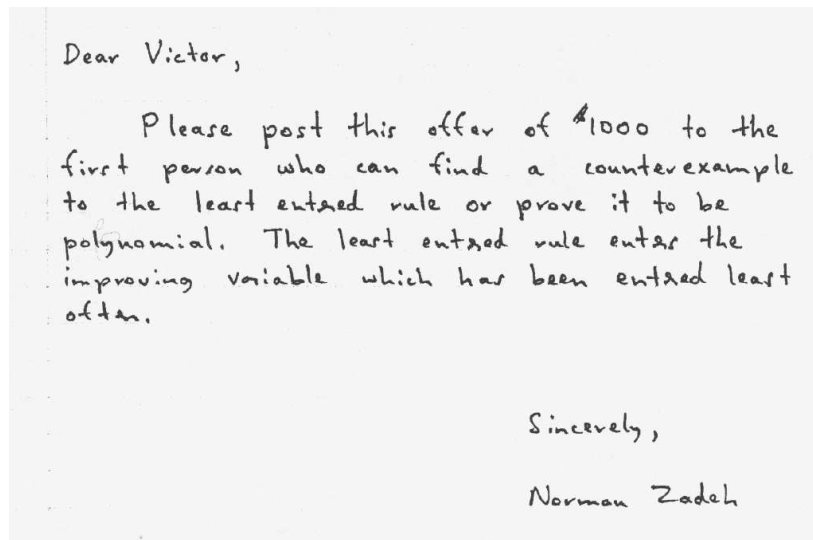 Dear Victor,
Please post this offer of $1000 to the
first person who can find a counterexample
to the least entered rule or prove it to be
polynomial. The least entered rule enters the
improving variable which has been entered least
often.
Sincerely,
Norman Zadeh